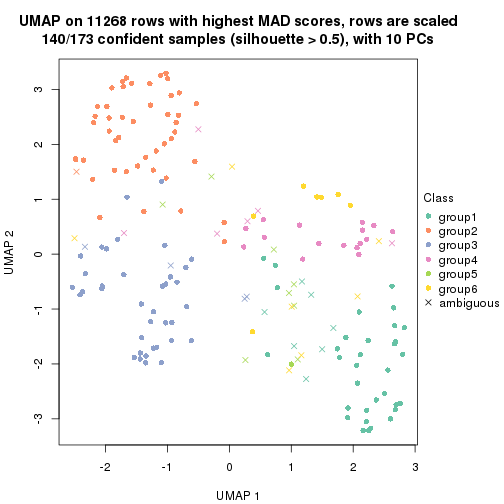 UMAP on 11268 rows with highest MAD scores, rows are scaled
140/173 confident samples (silhouette > 0.5), with 10 PCs
3
2
1
0
-1
-2
-3
UMAP 2
-2
-1
0
1
2
3
UMAP 1
Class
group1
group2
group3
group4
group5
group6
ambiguous